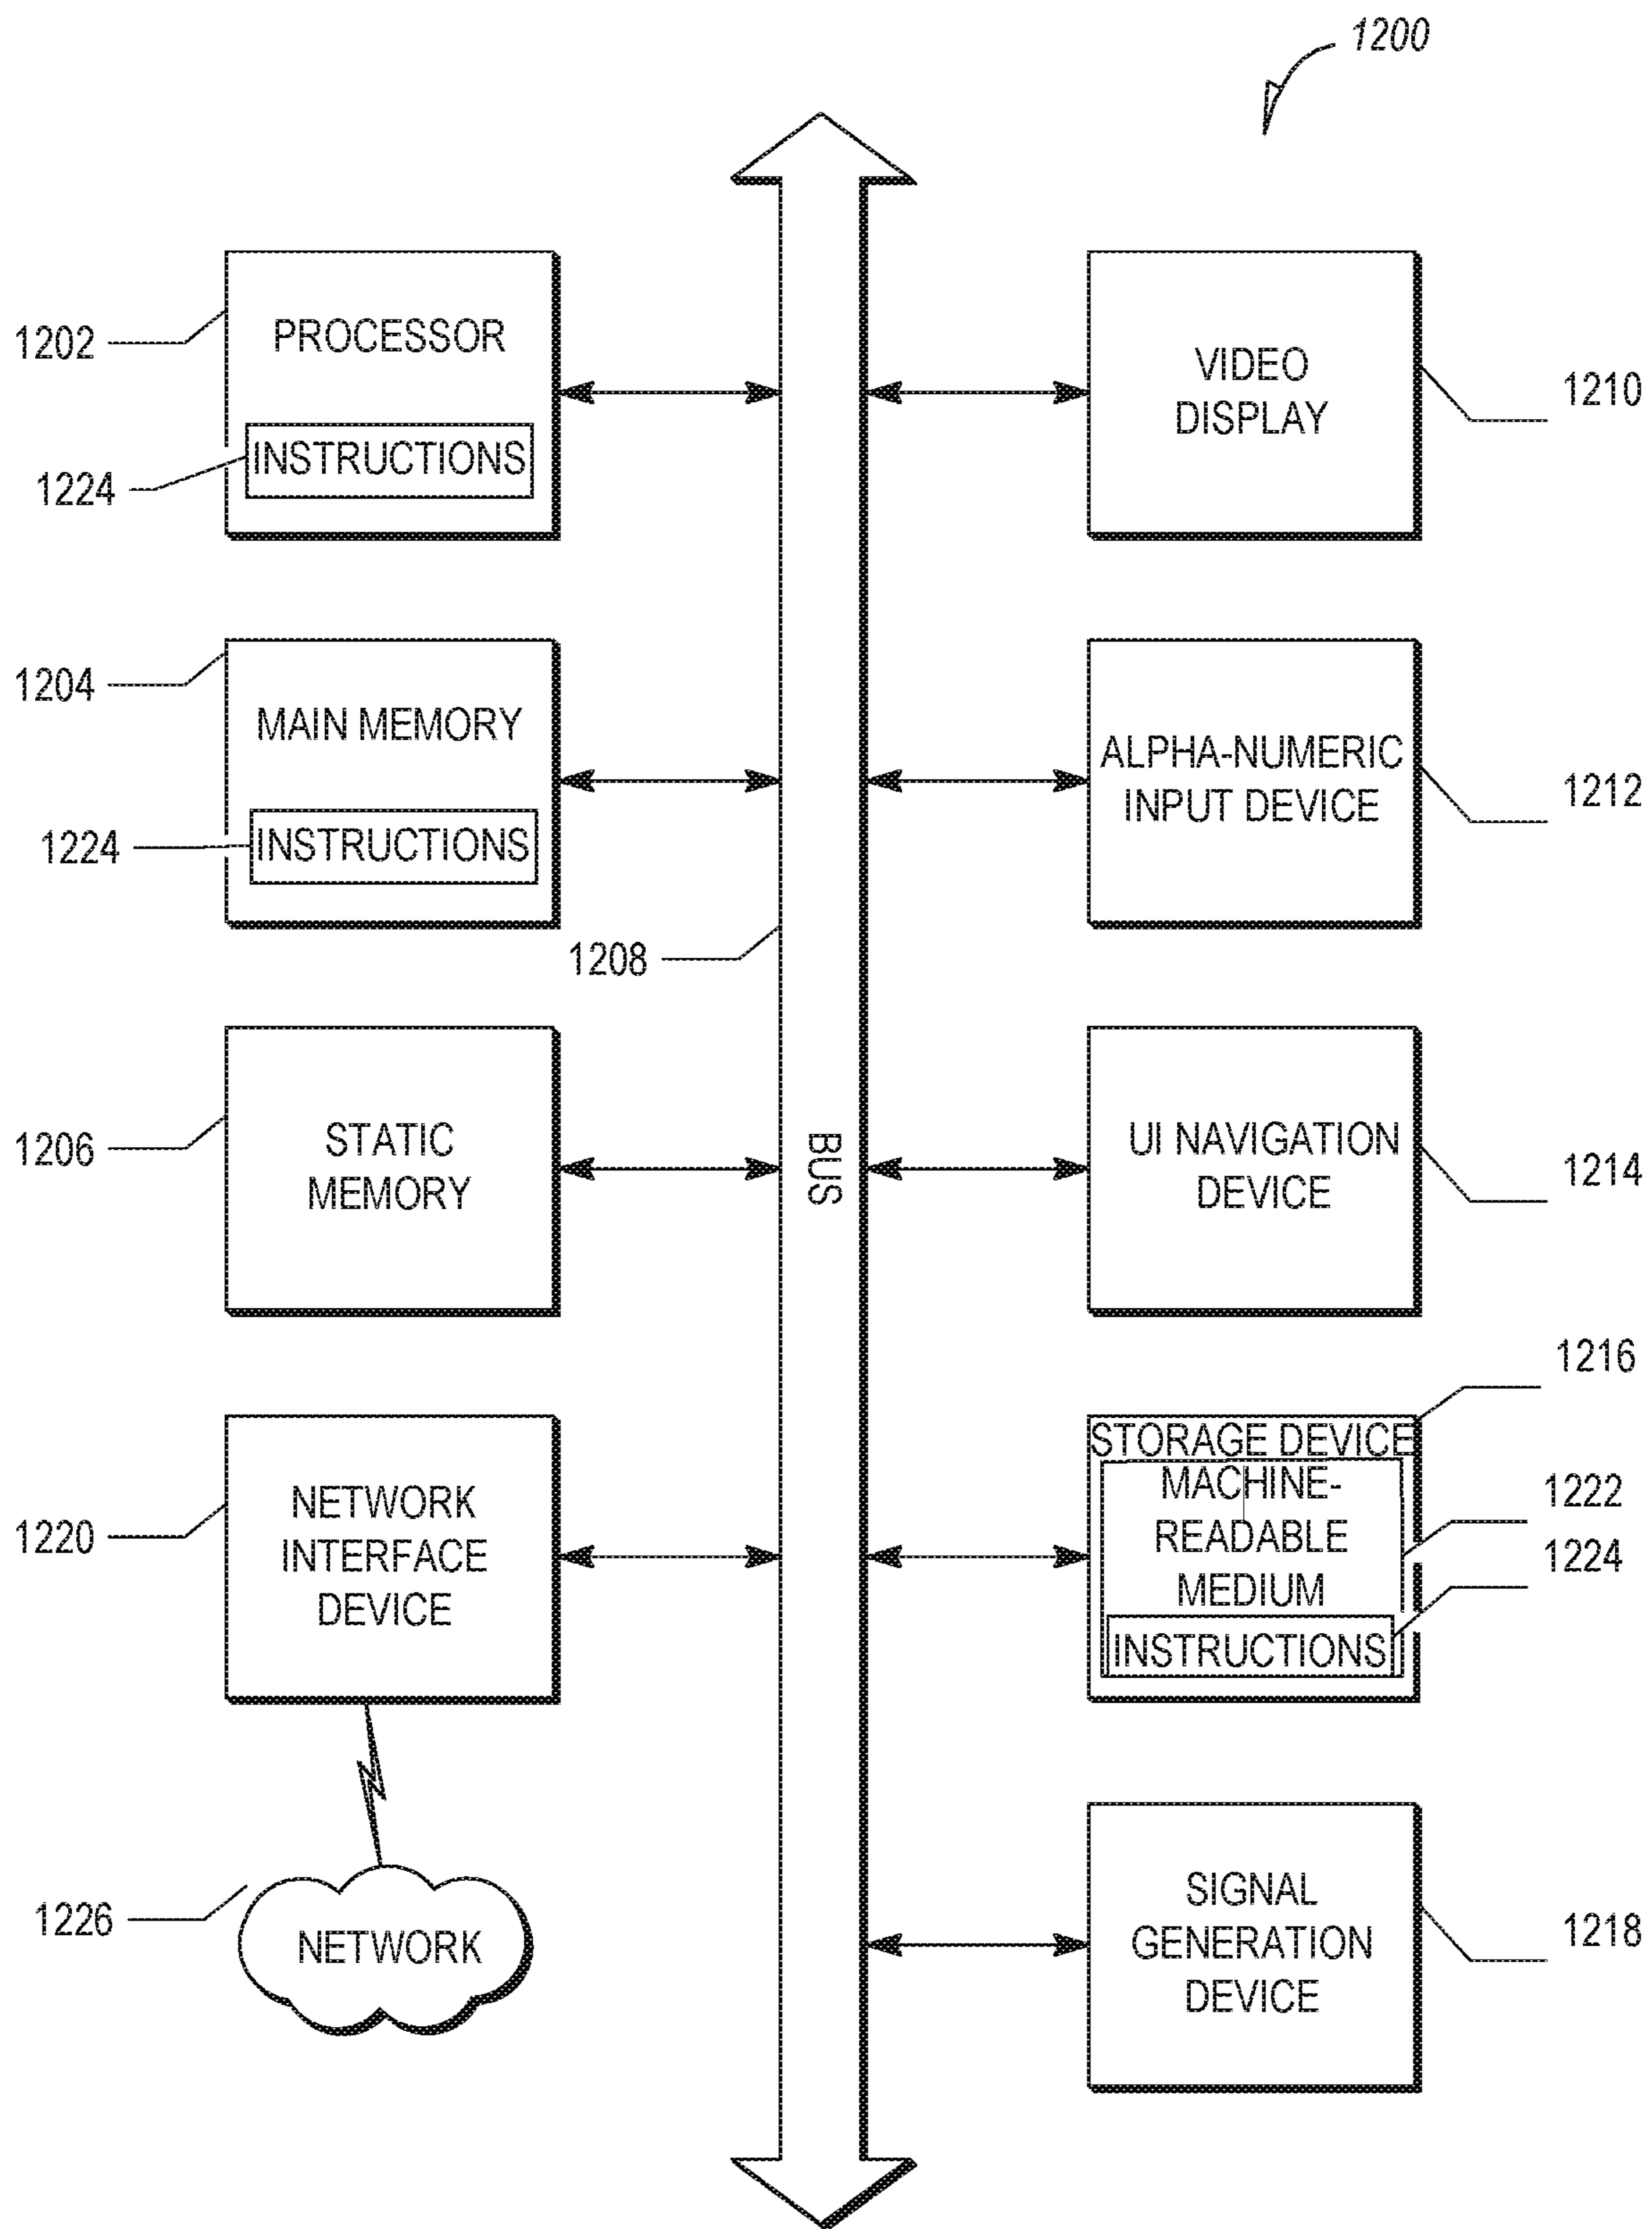 1200
1202
PROCESSOR
1224
INSTRUCTIONS
1204
MAIN MEMORY
1224
INSTRUCTIONS
1208
1206
STATIC
MEMORY
1220
NETWORK
INTERFACE
DEVICE
1226
NETWORK
BUS
VIDEO
DISPLAY
1210
ALPHA-NUMERIC
INPUT DEVICE
1212
UI NAVIGATION
DEVICE
1214
1216
STORAGE DEVICE
MACHINE-
READABLE
MEDIUM
1222
1224
INSTRUCTIONS
SIGNAL
GENERATION
DEVICE
1218